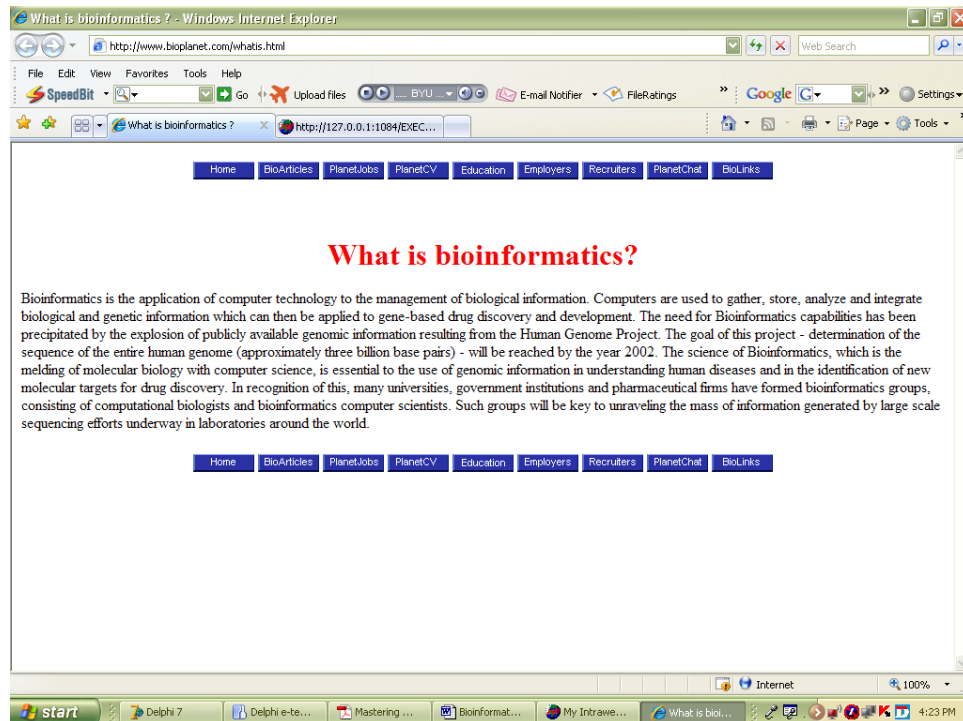 What is bioinformatics ? - Windows Internet Explorer
http://www.bioplanet.com/whatis.html
Web Search
File Edit View Favorites Tools Help
SpeedBit Go Upload files .... BYU ... E-mail Notifier FileRatings » Google G » Settings
What is bioinformatics ? http://127.0.0.1:1084/EXEC... Page Tools
Home BioArticles PlanetJobs PlanetCV Education Employers Recruiters PlanetChat BioLinks
What is bioinformatics?
Bioinformatics is the application of computer technology to the management of biological information. Computers are used to gather, store, analyze and integrate
biological and genetic information which can then be applied to gene-based drug discovery and development. The need for Bioinformatics capabilities has been
precipitated by the explosion of publicly available genomic information resulting from the Human Genome Project. The goal of this project - determination of the
sequence of the entire human genome (approximately three billion base pairs) - will be reached by the year 2002. The science of Bioinformatics, which is the
melding of molecular biology with computer science, is essential to the use of genomic information in understanding human diseases and in the identification of new
molecular targets for drug discovery. In recognition of this, many universities, government institutions and pharmaceutical firms have formed bioinformatics groups,
consisting of computational biologists and bioinformatics computer scientists. Such groups will be key to unraveling the mass of information generated by large scale
sequencing efforts underway in laboratories around the world.
Home BioArticles PlanetJobs PlanetCV Education Employers Recruiters PlanetChat BioLinks
Internet 100%
start Delphi 7 Delphi e-te... Mastering ... Bioinformat... My Intrawe... What is bioi... 4:23 PM